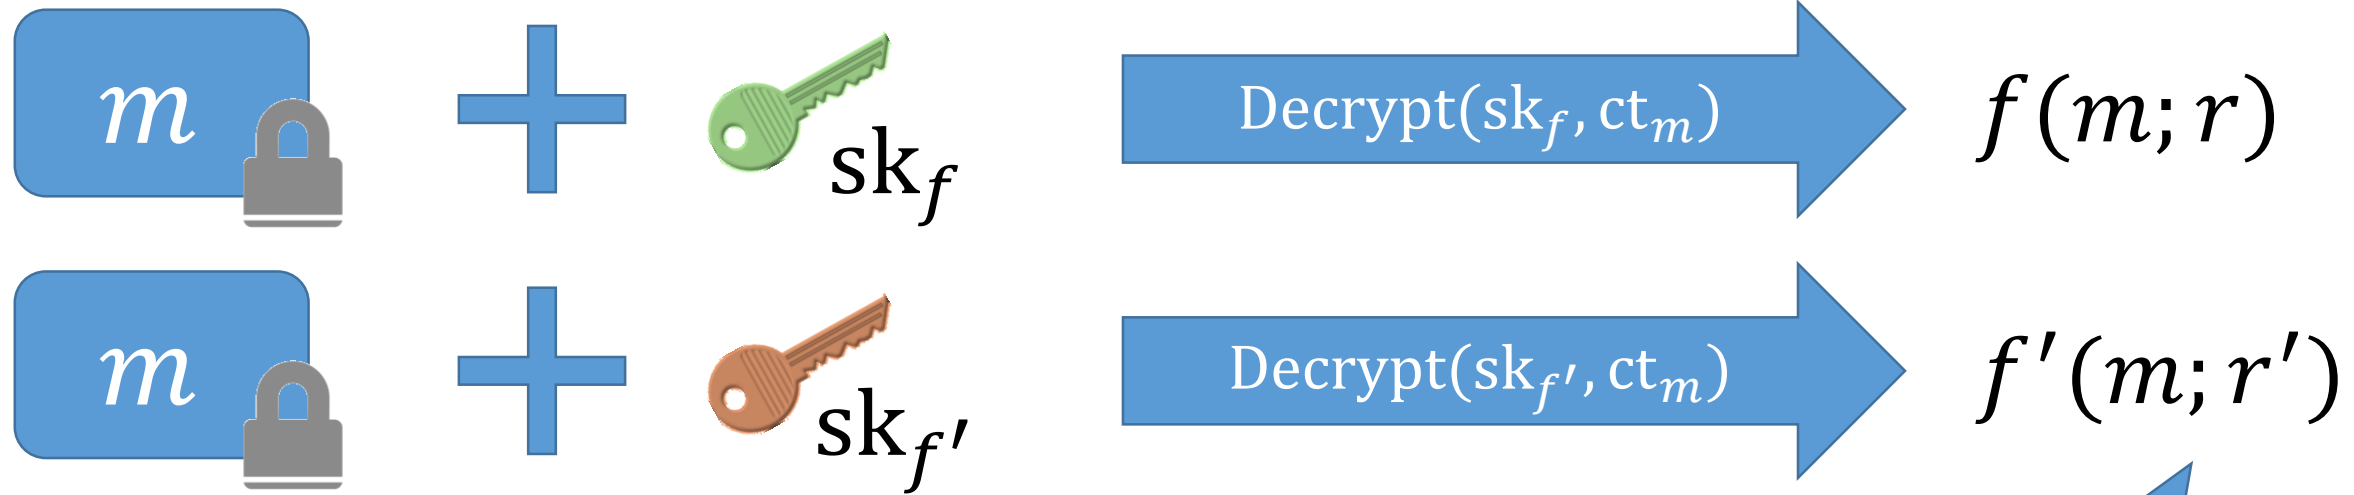 m sk_f Decrypt(sk_f, ct_m) f(m; r)
m sk_f′ Decrypt(sk_f′, ct_m) f′(m; r′)